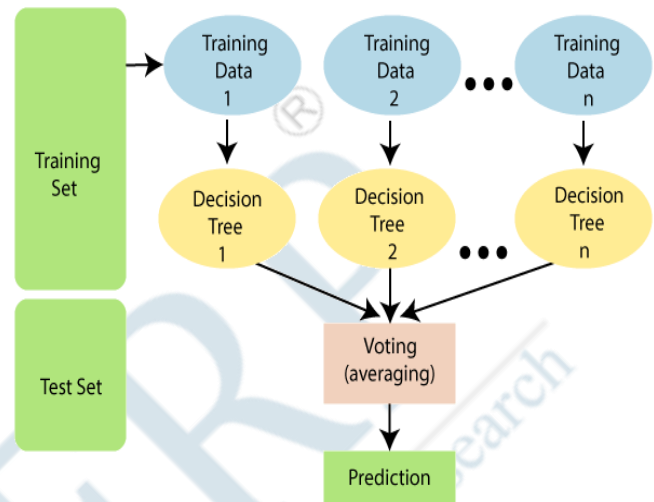 Training
Set
Test Set
Training
Data
1
Training
Data
2
Training
Data
n
Decision
Tree
1
Decision
Tree
2
Decision
Tree
n
Voting
(averaging)
Prediction
®